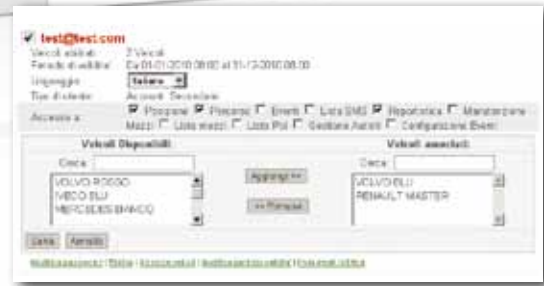 test@test.com
Veicoli abilitati: 2 Veicoli
Periodo di validita': Da 01-01-2010 08:00 al 31-12-2010 08:00
Linguaggio: Italiano
Tipo di utente: Account Secondario
Accesso a: Posizione Percorso Eventi Lista SMS Reportistica Manutenzione
Mezzi Lista mezzi Lista PoI Gestione Autisti Configurazione Eventi
Veicoli Disponibili: Veicoli associati:
Cerca: Cerca:
VOLVO ROSSO
IVECO BLU
MERCEDES BIANCO
Aggiungi >>
<< Rimuovi
VOLVO BLU
RENAULT MASTER
Salva Annulla